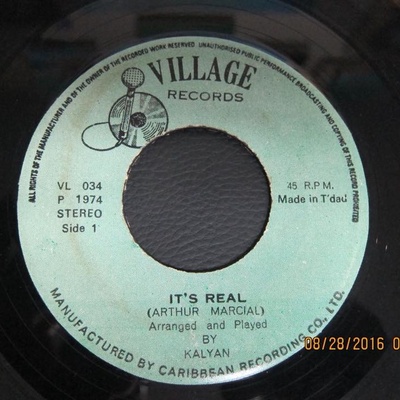 ALL RIGHTS OF THE MANUFACTURER AND OF THE OWNER OF THE RECORDED WORK RESERVED UNAUTHORISED PUBLIC PERFORMANCE BROADCASTING AND COPYING OF THIS RECORD PROHIBITED
VILLAGE
RECORDS
VL 034
P 1974
STEREO
Side 1
45 R.P.M.
Made in T'dad
IT'S REAL
(ARTHUR MARCIAL)
Arranged and Played
BY
KALYAN
MANUFACTURED BY CARIBBEAN RECORDING CO., LTD.
08/28/2016 0